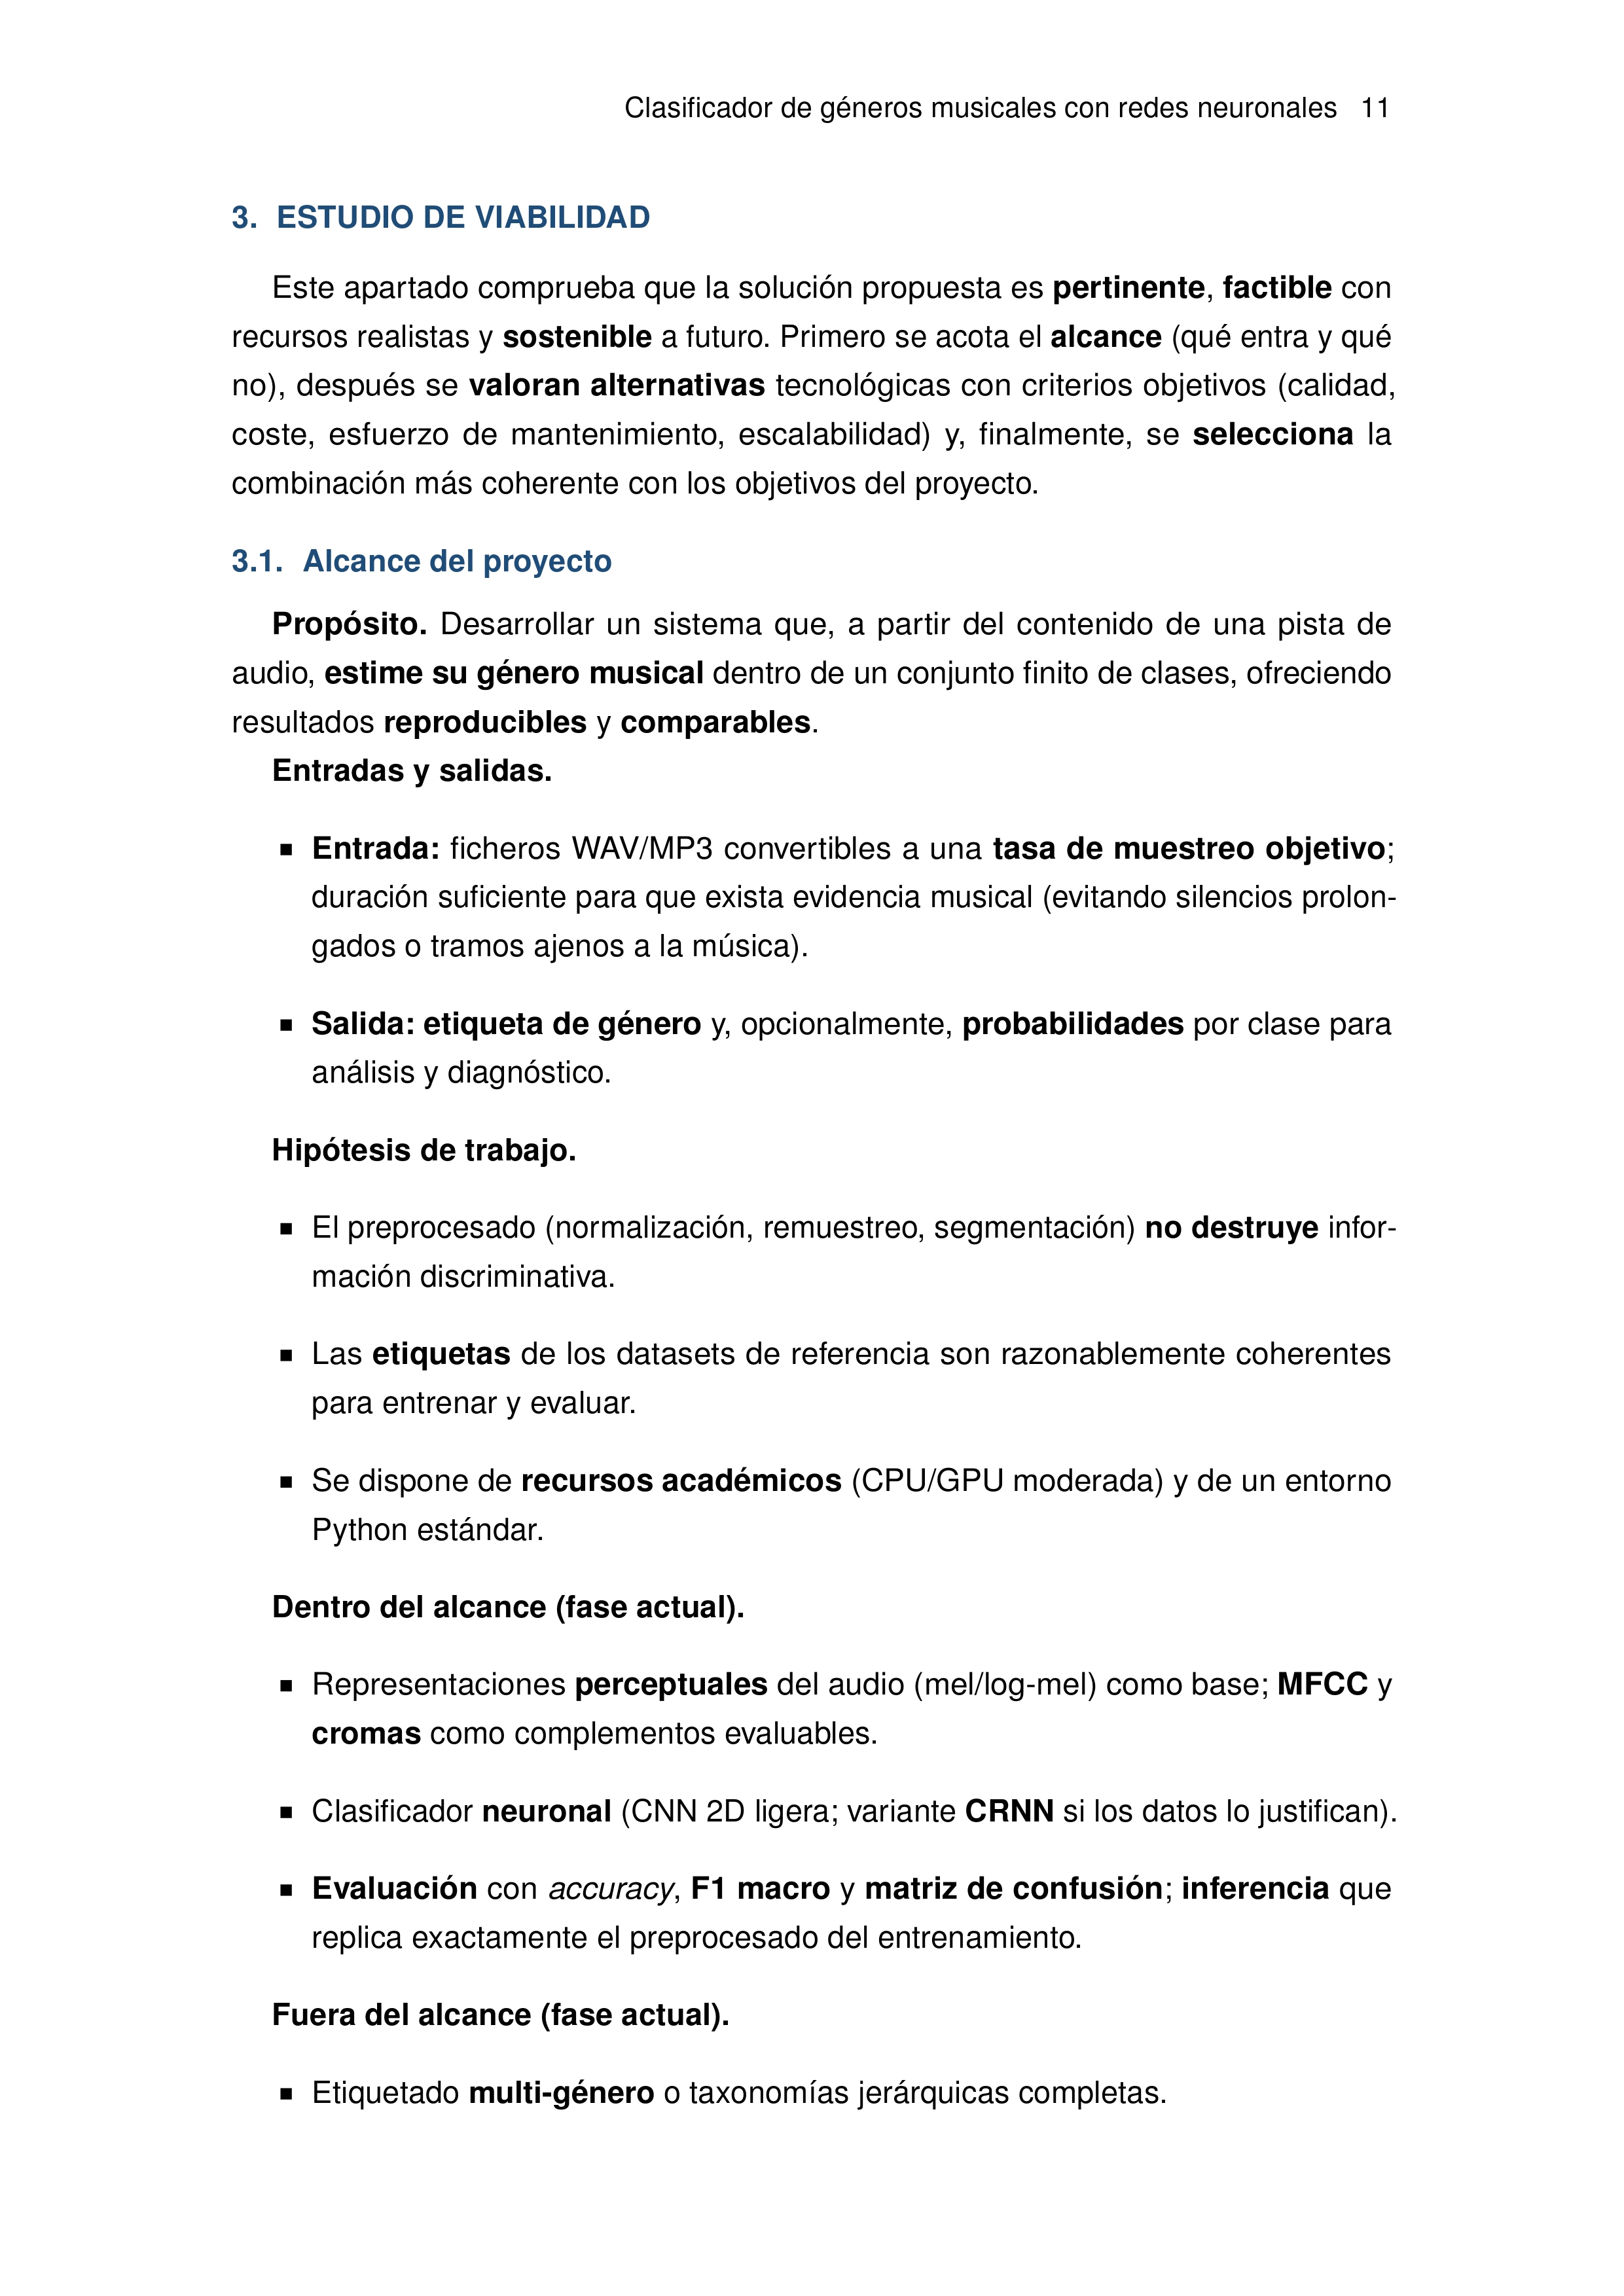 Clasificador de géneros musicales con redes neuronales 11
3. ESTUDIO DE VIABILIDAD
Este apartado comprueba que la solución propuesta es pertinente, factible con
recursos realistas y sostenible a futuro. Primero se acota el alcance (qué entra y qué
no), después se valoran alternativas tecnológicas con criterios objetivos (calidad,
coste, esfuerzo de mantenimiento, escalabilidad) y, finalmente, se selecciona la
combinación más coherente con los objetivos del proyecto.
3.1. Alcance del proyecto
Propósito. Desarrollar un sistema que, a partir del contenido de una pista de
audio, estime su género musical dentro de un conjunto finito de clases, ofreciendo
resultados reproducibles y comparables.
Entradas y salidas.
▪ Entrada: ficheros WAV/MP3 convertibles a una tasa de muestreo objetivo;
duración suficiente para que exista evidencia musical (evitando silencios prolon-
gados o tramos ajenos a la música).
▪ Salida: etiqueta de género y, opcionalmente, probabilidades por clase para
análisis y diagnóstico.
Hipótesis de trabajo.
▪ El preprocesado (normalización, remuestreo, segmentación) no destruye infor-
mación discriminativa.
▪ Las etiquetas de los datasets de referencia son razonablemente coherentes
para entrenar y evaluar.
▪ Se dispone de recursos académicos (CPU/GPU moderada) y de un entorno
Python estándar.
Dentro del alcance (fase actual).
▪ Representaciones perceptuales del audio (mel/log-mel) como base; MFCC y
cromas como complementos evaluables.
▪ Clasificador neuronal (CNN 2D ligera; variante CRNN si los datos lo justifican).
▪ Evaluación con accuracy, F1 macro y matriz de confusión; inferencia que
replica exactamente el preprocesado del entrenamiento.
Fuera del alcance (fase actual).
▪ Etiquetado multi-género o taxonomías jerárquicas completas.